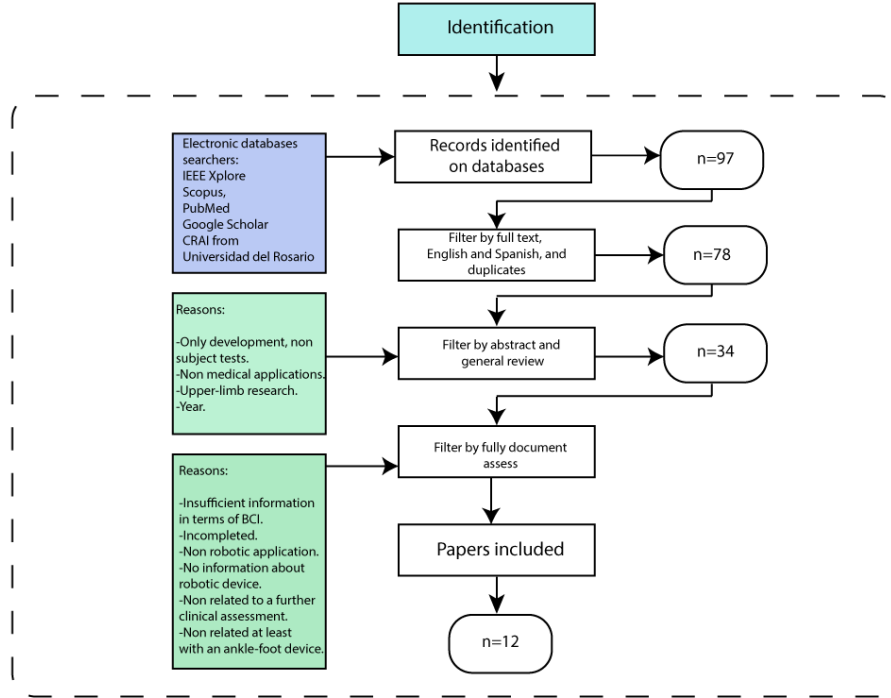 Identification
Electronic databases
searchers:
IEEE Xplore
Scopus,
PubMed
Google Scholar
CRAI from
Universidad del Rosario
Records identified
on databases
n=97
Filter by full text,
English and Spanish, and
duplicates
n=78
Reasons:
-Only development, non
subject tests.
-Non medical applications.
-Upper-limb research.
-Year.
Filter by abstract and
general review
n=34
Reasons:
-Insufficient information
in terms of BCI.
-Incompleted.
-Non robotic application.
-No information about
robotic device.
-Non related to a further
clinical assessment.
-Non related at least
with an ankle-foot device.
Filter by fully document
assess
Papers included
n=12